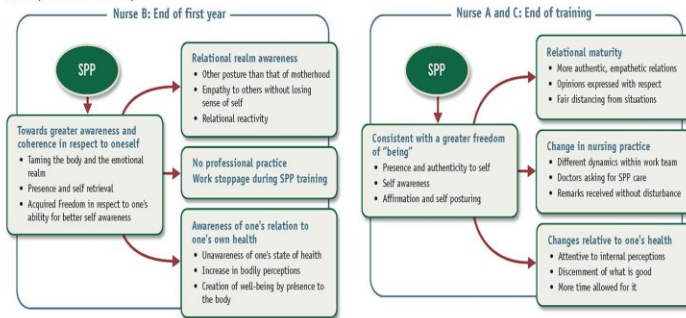 Nurse B: End of first year
SPP
Towards greater awareness and
coherence in respect to oneself
• Taming the body and the emotional
realm
• Presence and self retrieval
• Acquired Freedom in respect to one's
ability for better self awareness
Relational realm awareness
• Other posture than that of motherhood
• Empathy to others without losing
sense of self
• Relational reactivity
No professional practice
Work stoppage during SPP training
Awareness of one's relation to
one's own health
• Unawareness of one's state of health
• Increase in bodily perceptions
• Creation of well-being by présence to
the body
Nurse A and C: End of training
SPP
Consistent with a greater freedom
of "being"
• Presence and authenticity to self
• Self awareness
• Affirmation and self posturing
Relational maturity
• More authentic, empathetic relations
• Opinions expressed with respect
• Fair distancing from situations
Change in nursing practice
• Different dynamics within work team
• Doctors asking for SPP care
• Remarks received without disturbance
Changes relative to one's health
• Attentive to internal perceptions
• Discernment of what is good
• More time allowed for it